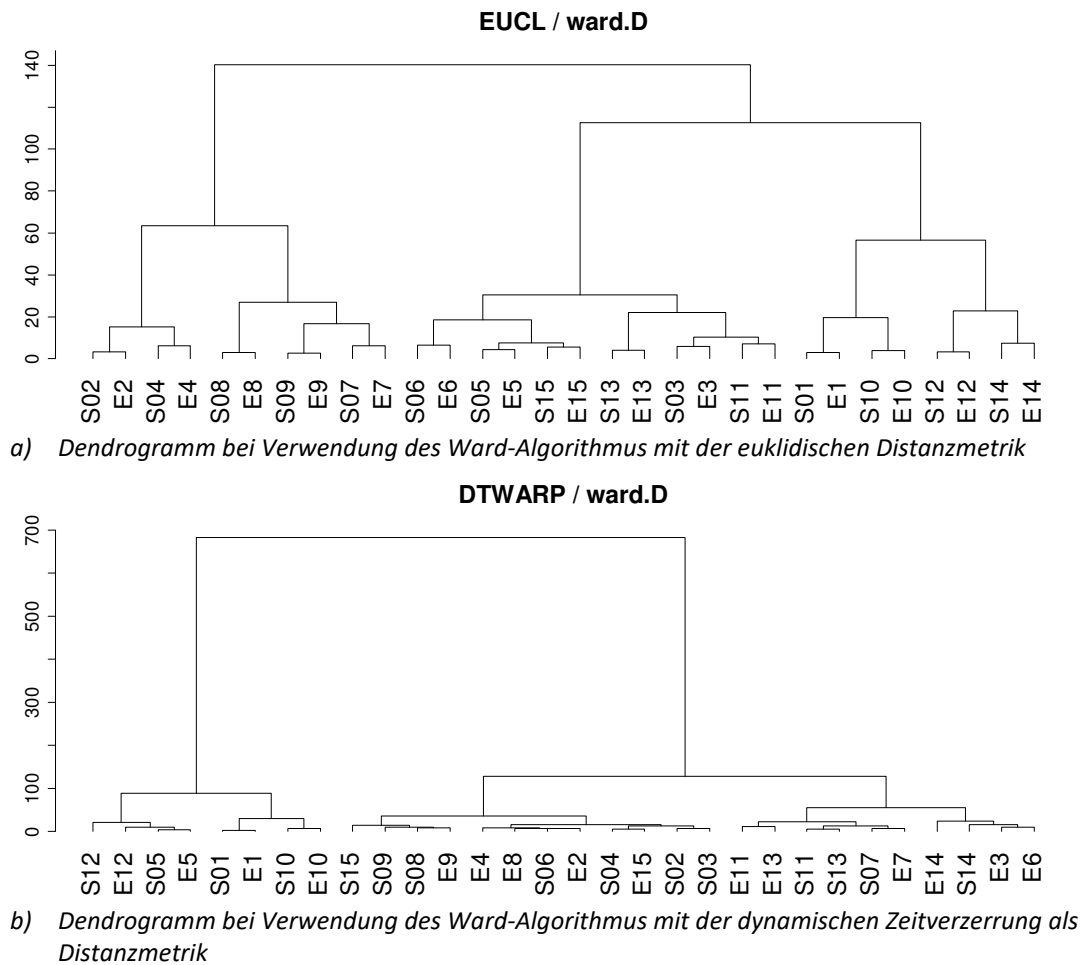 EUCL / ward.D
140
100
80
60
40
20
0
S02 E2 S04 E4 S08 E8 S09 E9 S07 E7 S06 E6 S05 E5 S15 E15 S13 E13 S03 E3 S11 E11 S01 E1 S10 E10 S12 E12 S14 E14
a) Dendrogramm bei Verwendung des Ward-Algorithmus mit der euklidischen Distanzmetrik
DTWARP / ward.D
700
500
300
100
0
S12 E12 S05 E5 S01 E1 S10 E10 S15 S09 S08 E9 E4 E8 S06 E2 S04 E15 S02 S03 E11 E13 S11 S13 S07 E7 E14 S14 E3 E6
b) Dendrogramm bei Verwendung des Ward-Algorithmus mit der dynamischen Zeitverzerrung als
Distanzmetrik